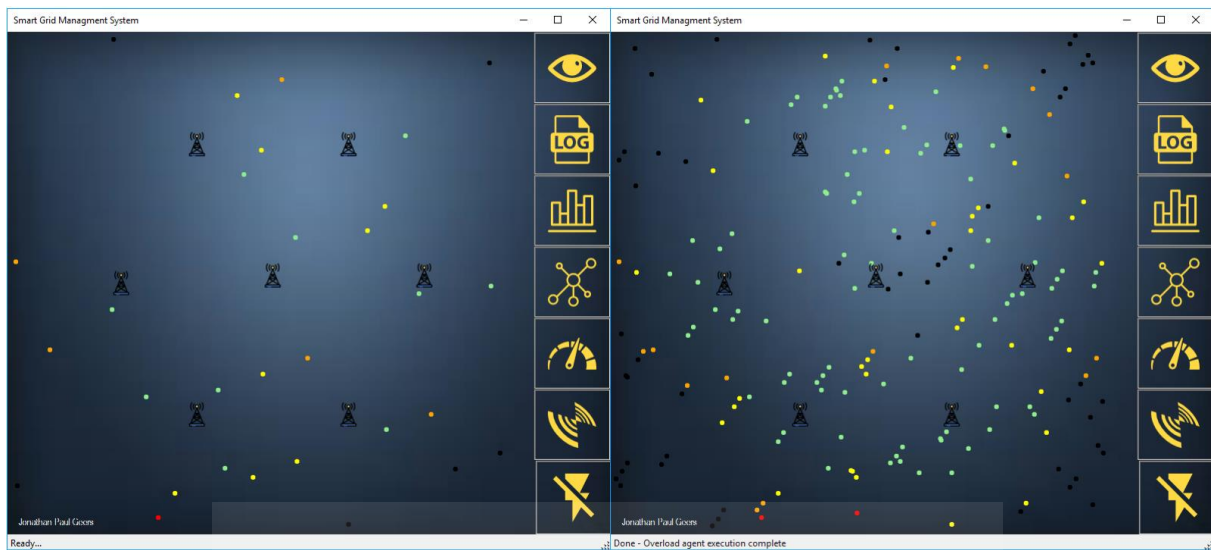 Smart Grid Managment System
LOG
Jonathan Paul Geers
Ready...
Smart Grid Managment System
LOG
Jonathan Paul Geers
Done - Overload agent execution complete